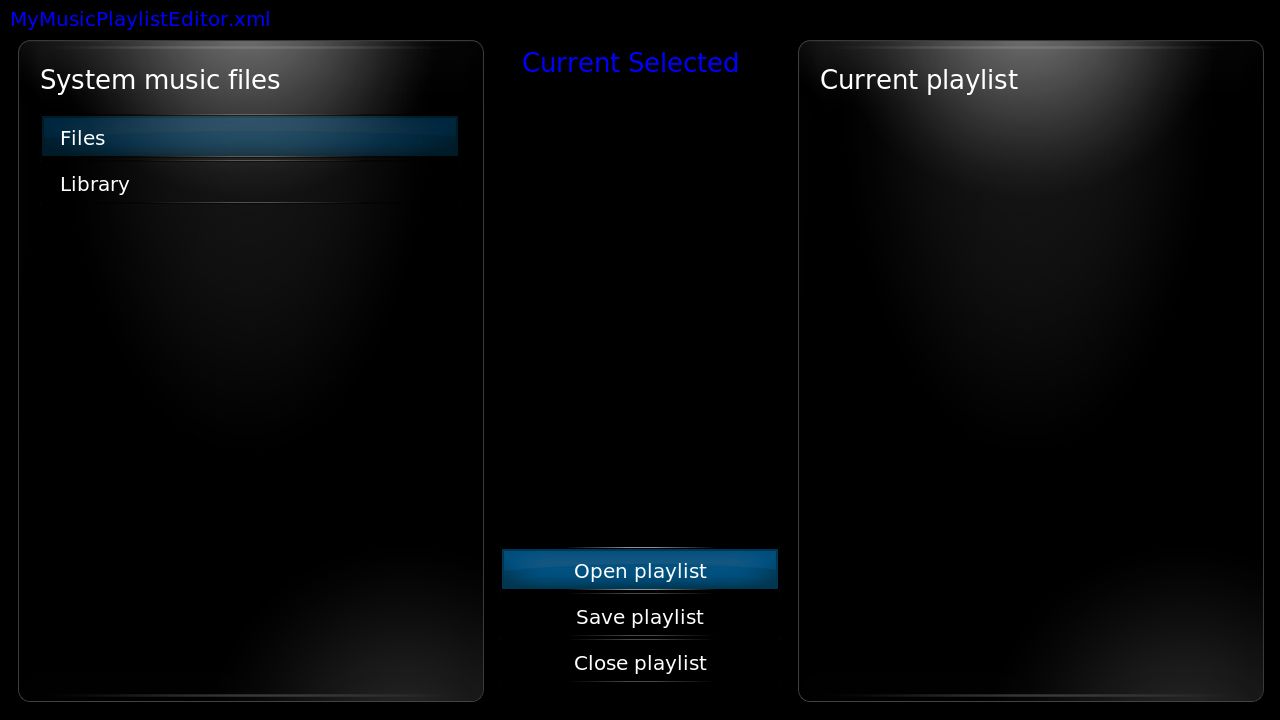 MyMusicPlaylistEditor.xml
System music files
Files
Library
Current Selected
Open playlist
Save playlist
Close playlist
Current playlist